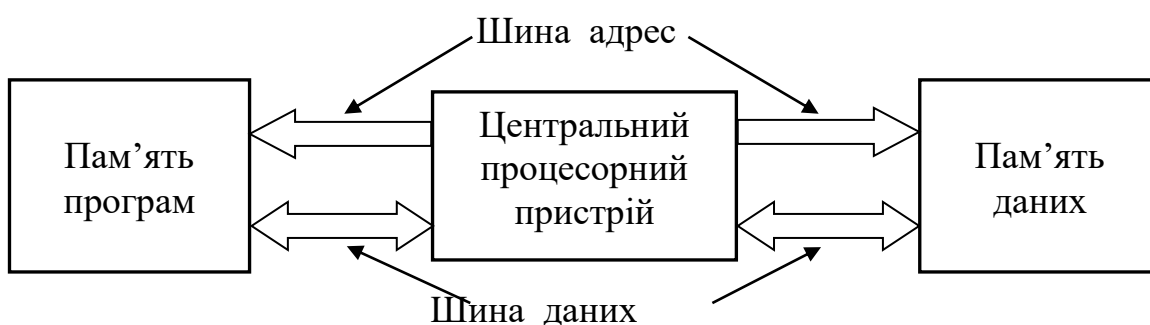 Шина адрес
Пам’ять
програм
Центральний
процесорний
пристрій
Пам’ять
даних
Шина даних